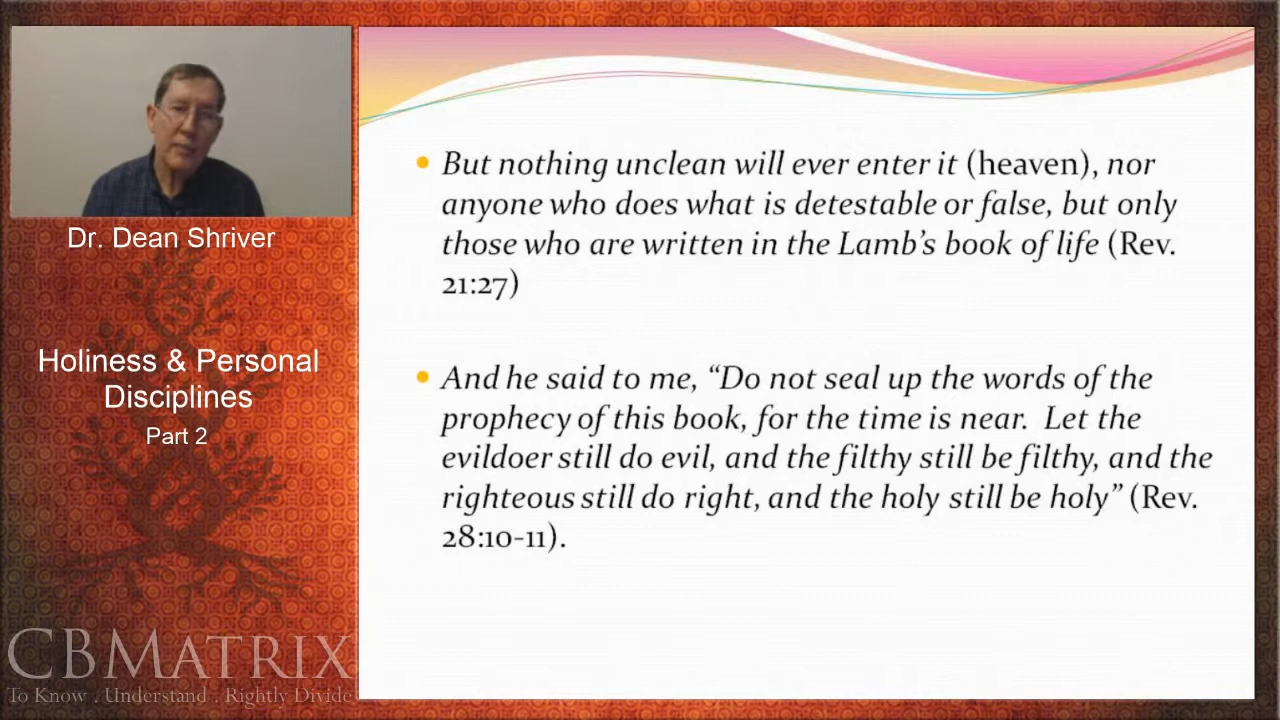 Dr. Dean Shriver
Holiness & Personal
Disciplines
Part 2
CBMATRIX
To Know . Understand . Rightly Divide
• But nothing unclean will ever enter it (heaven), nor
anyone who does what is detestable or false, but only
those who are written in the Lamb's book of life (Rev.
21:27)
• And he said to me, “Do not seal up the words of the
prophecy of this book, for the time is near. Let the
evildoer still do evil, and the filthy still be filthy, and the
righteous still do right, and the holy still be holy” (Rev.
28:10-11).